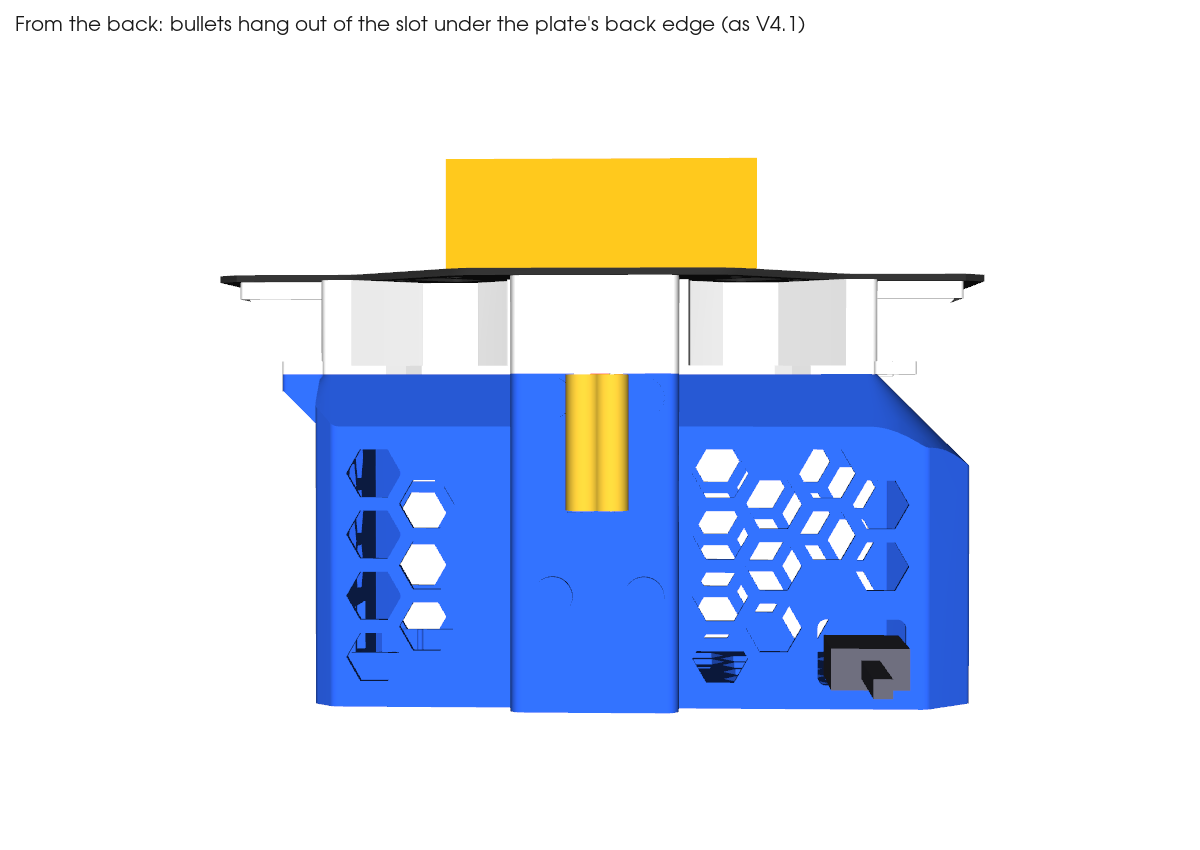 From the back: bullets hang out of the slot under the plate's back edge (as V4.1)